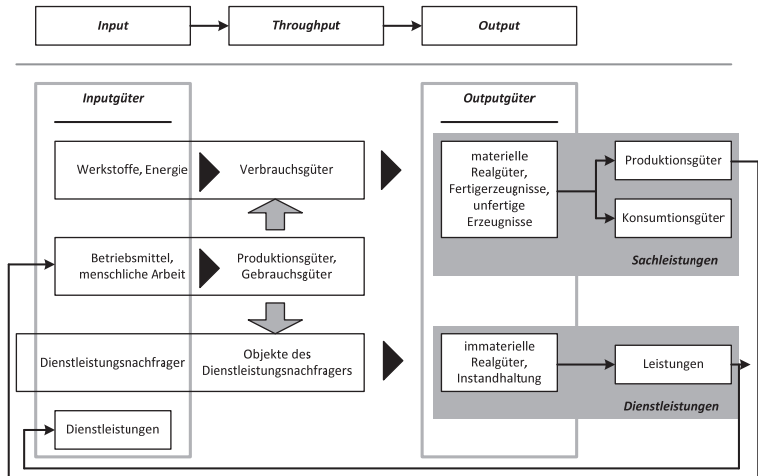 Input
Throughput
Output
Inputgüter
Outputgüter
Werkstoffe, Energie
Verbrauchsgüter
materielle
Realgüter,
Fertigerzeugnisse,
unfertige
Erzeugnisse
Produktionsgüter
Konsumtionsgüter
Sachleistungen
Betriebsmittel,
menschliche Arbeit
Produktionsgüter,
Gebrauchsgüter
Dienstleistungsnachfrager
Objekte des
Dienstleistungsnachfragers
immaterielle
Realgüter,
Instandhaltung
Leistungen
Dienstleistungen
Dienstleistungen